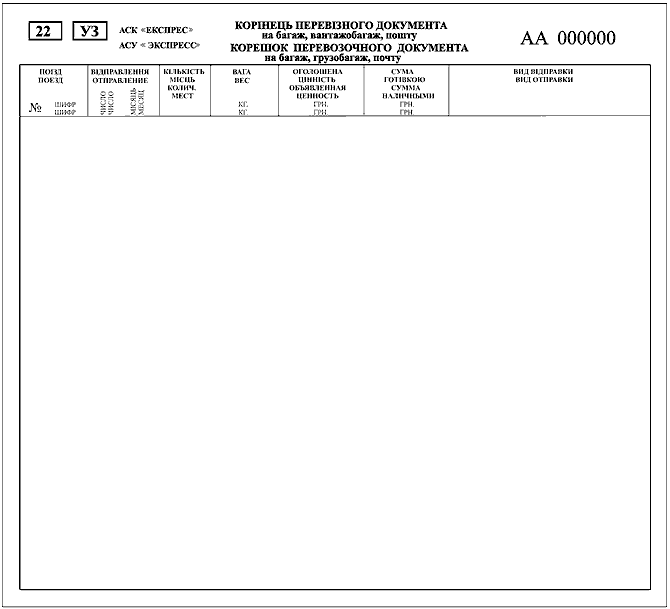 22 УЗ АСК «ЕКСПРЕС»
АСУ « ЭКСПРЕСС»
КОРІНЕЦЬ ПЕРЕВІЗНОГО ДОКУМЕНТА
на багаж, вантажобагаж, пошту
КОРЕШОК ПЕРЕВОЗОЧНОГО ДОКУМЕНТА
на багаж, грузобагаж, почту
АА 000000
ПОЇЗД
ПОЕЗД
№ ШИФР
ШИФР
ВІДПРАВЛЕННЯ
ОТПРАВЛЕНИЕ
ЧИСЛО
ЧИСЛО
МІСЯЦЬ
МЕСЯЦ
КІЛЬКІСТЬ
МІСЦЬ
КОЛИЧ.
МЕСТ
ВАГА
ВЕС
КГ.
КГ.
ОГОЛОШЕНА
ЦІННІСТЬ
ОБЪЯВЛЕННАЯ
ЦЕННОСТЬ
ГРН.
ГРН.
СУМА
ГОТІВКОЮ
СУММА
НАЛИЧНЫМИ
ГРН.
ГРН.
ВИД ВІДПРАВКИ
ВИД ОТПРАВКИ